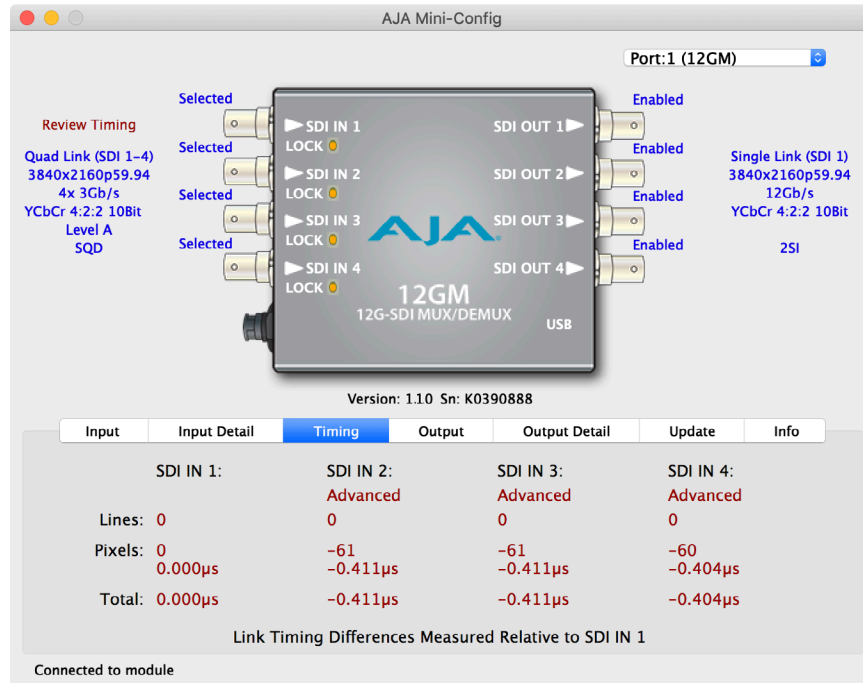 AJA Mini-Config
Port:1 (12GM)
Selected
Enabled
Review Timing
SDI IN 1
SDI OUT 1
LOCK
Quad Link (SDI 1-4)
3840x2160p59.94
4x 3Gb/s
YCbCr 4:2:2 10Bit
Level A
SQD
Selected
Enabled
SDI IN 2
SDI OUT 2
LOCK
Single Link (SDI 1)
3840x2160p59.94
12Gb/s
YCbCr 4:2:2 10Bit
2SI
Selected
Enabled
SDI IN 3
SDI OUT 3
LOCK
AJA
Selected
Enabled
SDI IN 4
SDI OUT 4
LOCK
12GM
12G-SDI MUX/DEMUX
USB
Version: 1.10 Sn: K0390888
Input Input Detail Timing Output Output Detail Update Info
SDI IN 1: SDI IN 2: SDI IN 3: SDI IN 4:
Advanced Advanced Advanced
Lines: 0 0 0 0
Pixels: 0 -61 -61 -60
0.000µs -0.411µs -0.411µs -0.404µs
Total: 0.000µs -0.411µs -0.411µs -0.404µs
Link Timing Differences Measured Relative to SDI IN 1
Connected to module